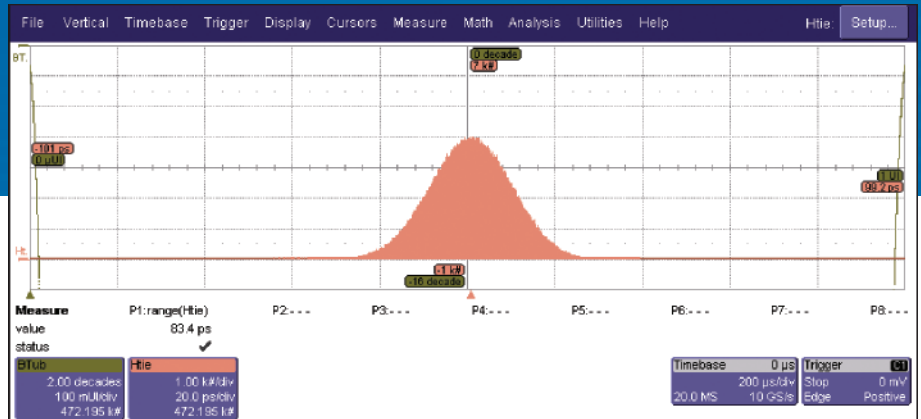 File Vertical Timebase Trigger Display Cursors Measure Math Analysis Utilities Help Htie: Setup...
BT.
0 decade
7 k#
-101 ps
0 µUI
1 UI
99.2 ps
Ht.
-1 k#
-16 decade
Measure P1:range(Htie) P2:- - - P3:- - - P4:- - - P5:- - - P6:- - - P7:- - - P8:- - -
value 83.4 ps
status
BTub Htie Timebase 0 µs Trigger C1
2.00 decades 1.00 k#/div 200 µs/div Stop 0 mV
100 mUI/div 20.0 ps/div 20.0 MS 10 GS/s Edge Positive
472.195 k# 472.195 k#